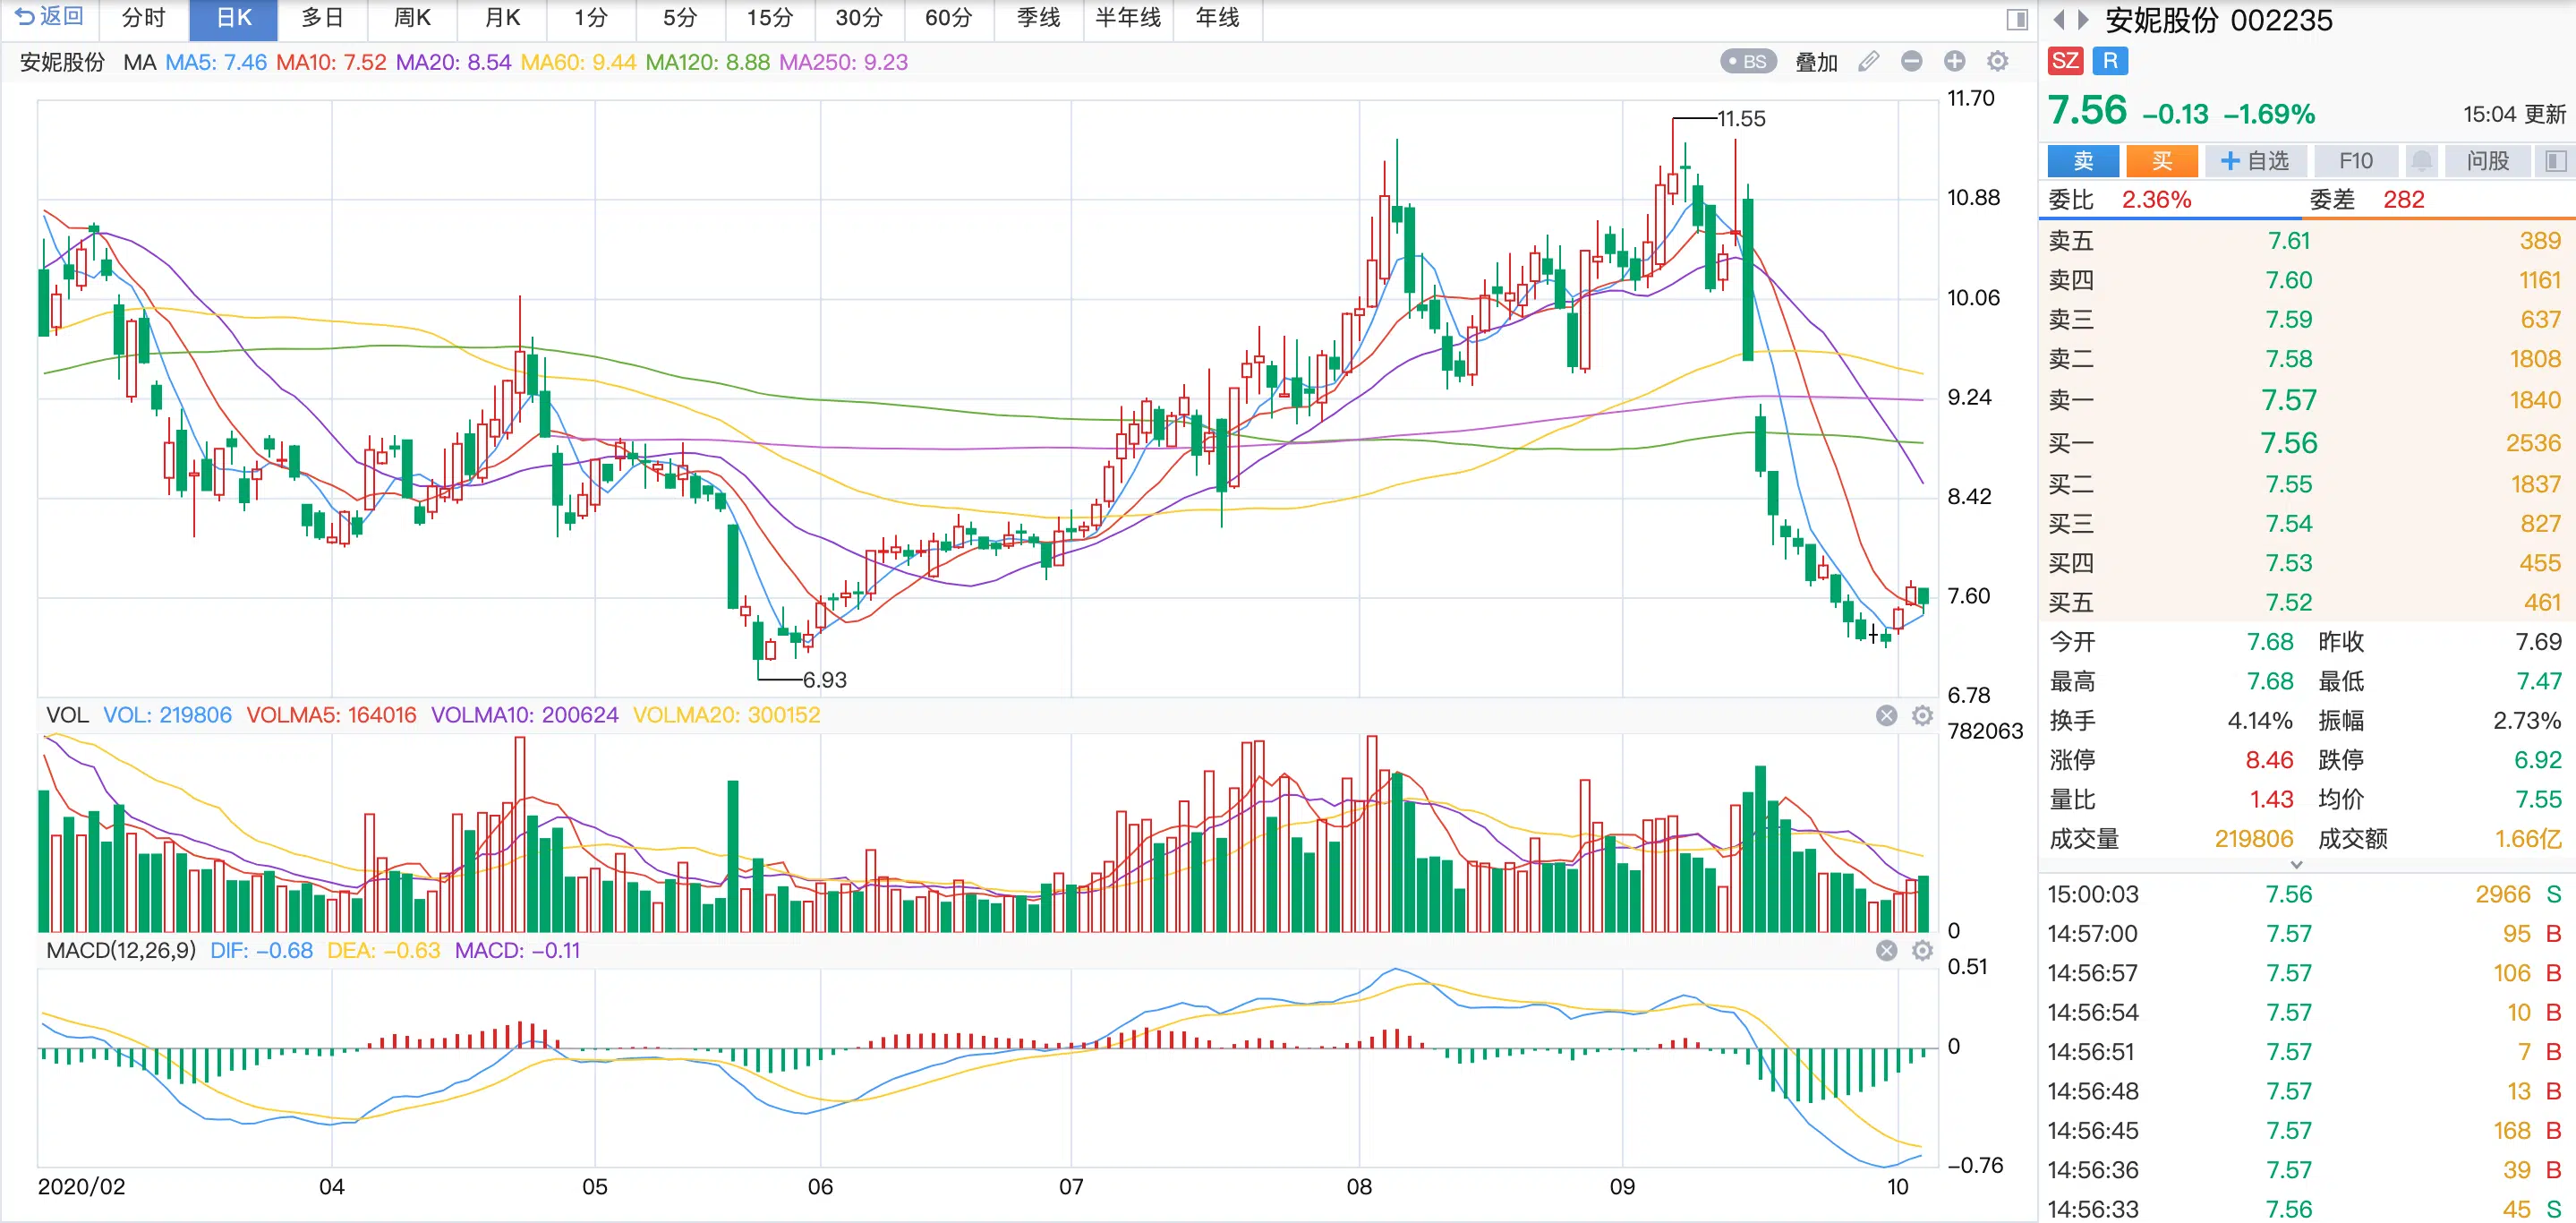 返回 分时 日K 多日 周K 月K 1分 5分 15分 30分 60分 季线 半年线 年线
安妮股份 MA MA5: 7.46 MA10: 7.52 MA20: 8.54 MA60: 9.44 MA120: 8.88 MA250: 9.23 BS 叠加
11.70
11.55
10.88
10.06
9.24
8.42
7.60
6.93
6.78
VOL VOL: 219806 VOLMA5: 164016 VOLMA10: 200624 VOLMA20: 300152
782063
0
MACD(12,26,9) DIF: −0.68 DEA: −0.63 MACD: −0.11
0.51
0
−0.76
2020/02 04 05 06 07 08 09 10
安妮股份 002235
SZ R
7.56 −0.13 −1.69% 15:04 更新
卖 买 自选 F10 问股
委比 2.36% 委差 282
卖五 7.61 389
卖四 7.60 1161
卖三 7.59 637
卖二 7.58 1808
卖一 7.57 1840
买一 7.56 2536
买二 7.55 1837
买三 7.54 827
买四 7.53 455
买五 7.52 461
今开 7.68 昨收 7.69
最高 7.68 最低 7.47
换手 4.14% 振幅 2.73%
涨停 8.46 跌停 6.92
量比 1.43 均价 7.55
成交量 219806 成交额 1.66亿
15:00:03 7.56 2966 S
14:57:00 7.57 95 B
14:56:57 7.57 106 B
14:56:54 7.57 10 B
14:56:51 7.57 7 B
14:56:48 7.57 13 B
14:56:45 7.57 168 B
14:56:36 7.57 39 B
14:56:33 7.56 45 S